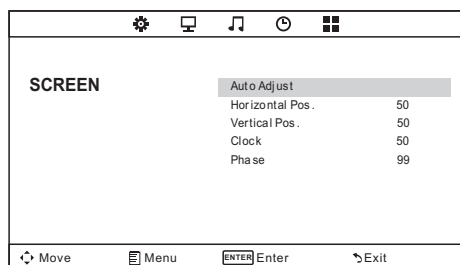 SCREEN
Auto Adjust
Horizontal Pos. 50
Vertical Pos. 50
Clock 50
Phase 99
Move Menu ENTER Enter Exit